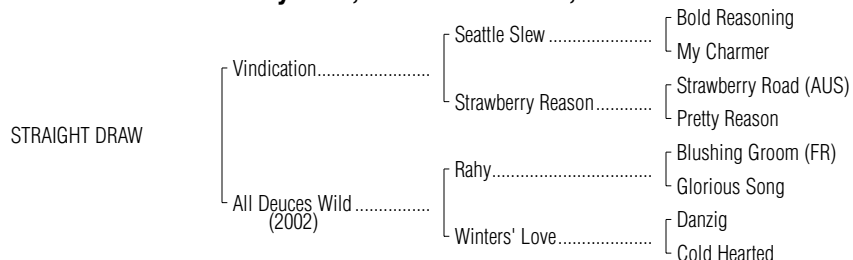 Bold Reasoning
Seattle Slew
My Charmer
Vindication
Strawberry Road (AUS)
Strawberry Reason
Pretty Reason
STRAIGHT DRAW
Blushing Groom (FR)
Rahy
Glorious Song
All Deuces Wild
(2002)
Danzig
Winters' Love
Cold Hearted